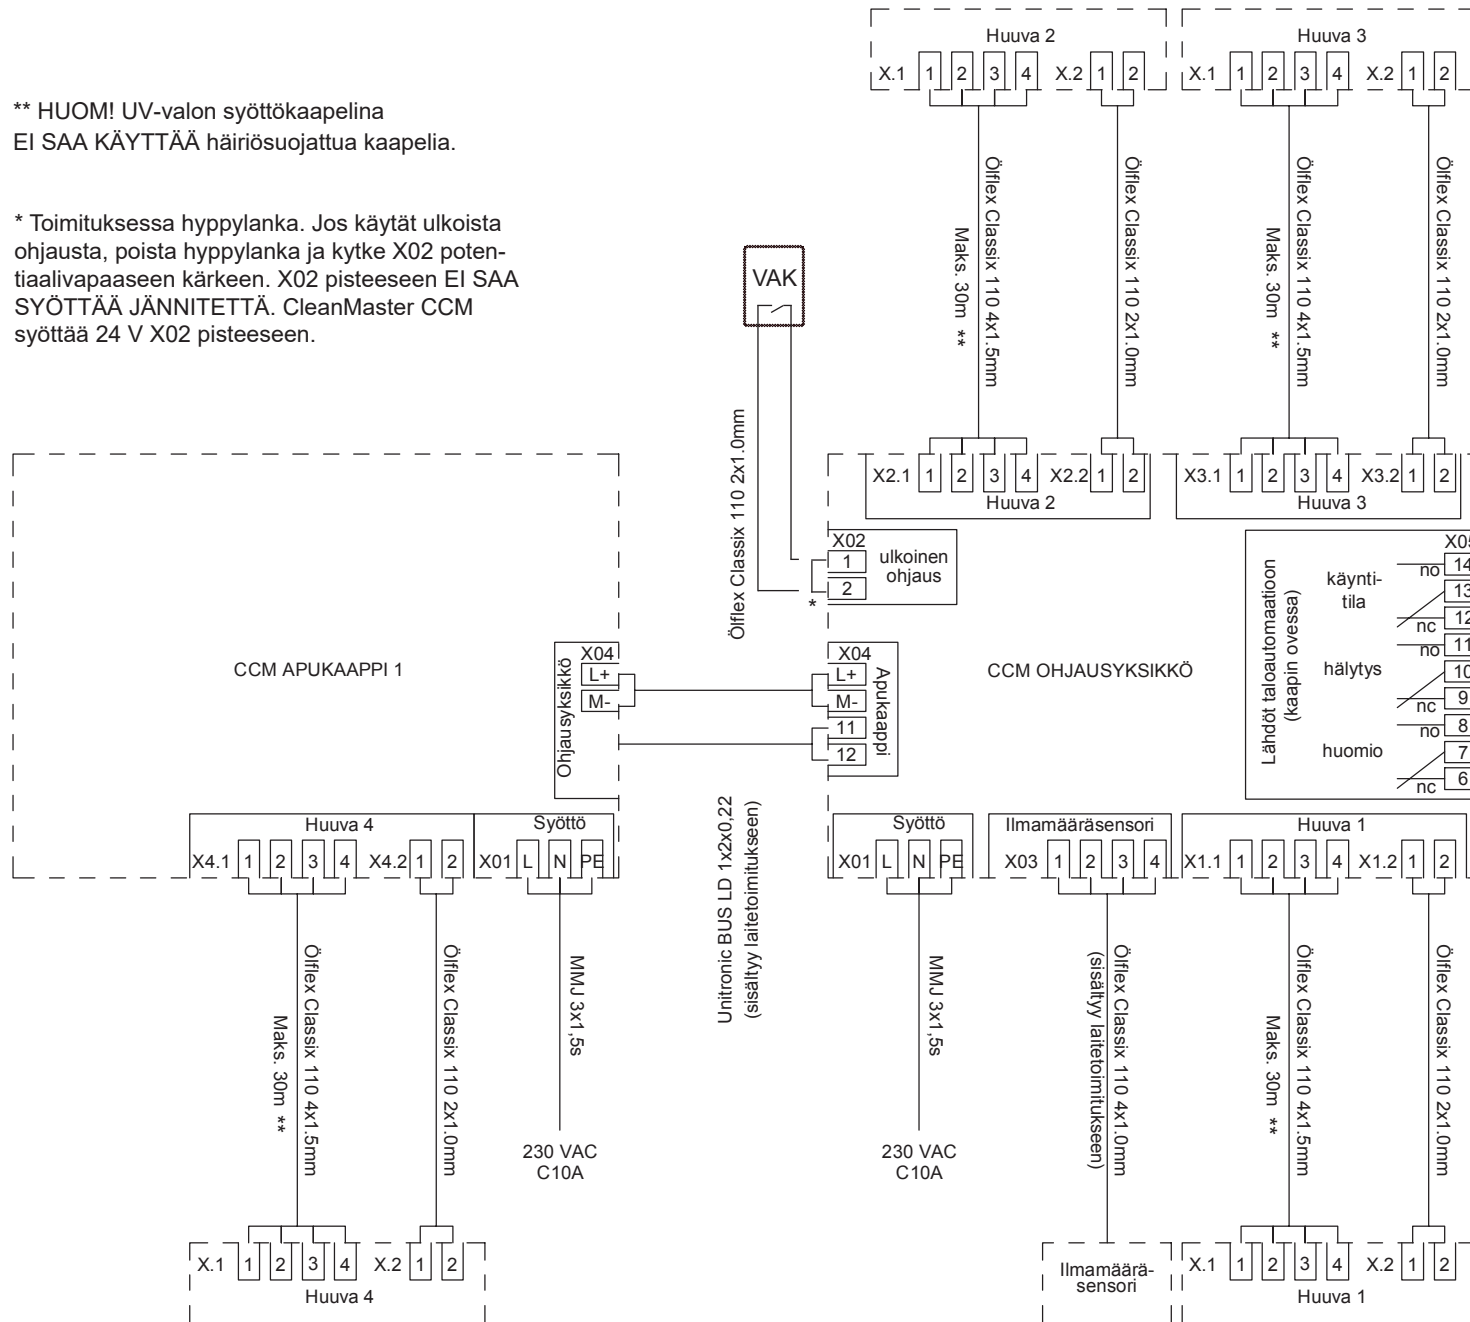 Huuva 2
X.1 1 2 3 4 X.2 1 2
Huuva 3
X.1 1 2 3 4 X.2 1 2
** HUOM! UV-valon syöttökaapelina
EI SAA KÄYTTÄÄ häiriösuojattua kaapelia.
* Toimituksessa hyppylanka. Jos käytät ulkoista
ohjausta, poista hyppylanka ja kytke X02 poten-
tiaalivapaaseen kärkeen. X02 pisteeseen EI SAA
SYÖTTÄÄ JÄNNITETTÄ. CleanMaster CCM
syöttää 24 V X02 pisteeseen.
VAK
Ölflex Classix 110 2x1.0mm
Ölflex Classix 110 4x1.5mm
Maks. 30m **
Ölflex Classix 110 2x1.0mm
Ölflex Classix 110 4x1.5mm
Maks. 30m **
Ölflex Classix 110 2x1.0mm
X2.1 1 2 3 4 X2.2 1 2
Huuva 2
X3.1 1 2 3 4 X3.2 1 2
Huuva 3
X02
1
2
*
ulkoinen
ohjaus
CCM APUKAAPPI 1
Ohjausyksikkö
X04
L+
M-
X04
L+
M-
11
12
Apukaappi
CCM OHJAUSYKSIKKÖ
Lähdöt taloautomaatioon
(kaapin ovessa)
käynti-
tila
hälytys
huomio
X05
no 14
13
nc 12
no 11
10
nc 9
no 8
7
nc 6
Huuva 4
X4.1 1 2 3 4 X4.2 1 2
Syöttö
X01 L N PE
Unitronic BUS LD 1x2x0,22
(sisältyy laitetoimitukseen)
Syöttö
X01 L N PE
Ilmamääräsensori
X03 1 2 3 4
Huuva 1
X1.1 1 2 3 4 X1.2 1 2
Ölflex Classix 110 4x1.5mm
Maks. 30m **
Ölflex Classix 110 2x1.0mm
MMJ 3x1,5s
230 VAC
C10A
MMJ 3x1,5s
230 VAC
C10A
Ölflex Classix 110 4x1.0mm
(sisältyy laitetoimitukseen)
Ölflex Classix 110 4x1.5mm
Maks. 30m **
Ölflex Classix 110 2x1.0mm
X.1 1 2 3 4 X.2 1 2
Huuva 4
Ilmamäärä-
sensori
X.1 1 2 3 4 X.2 1 2
Huuva 1